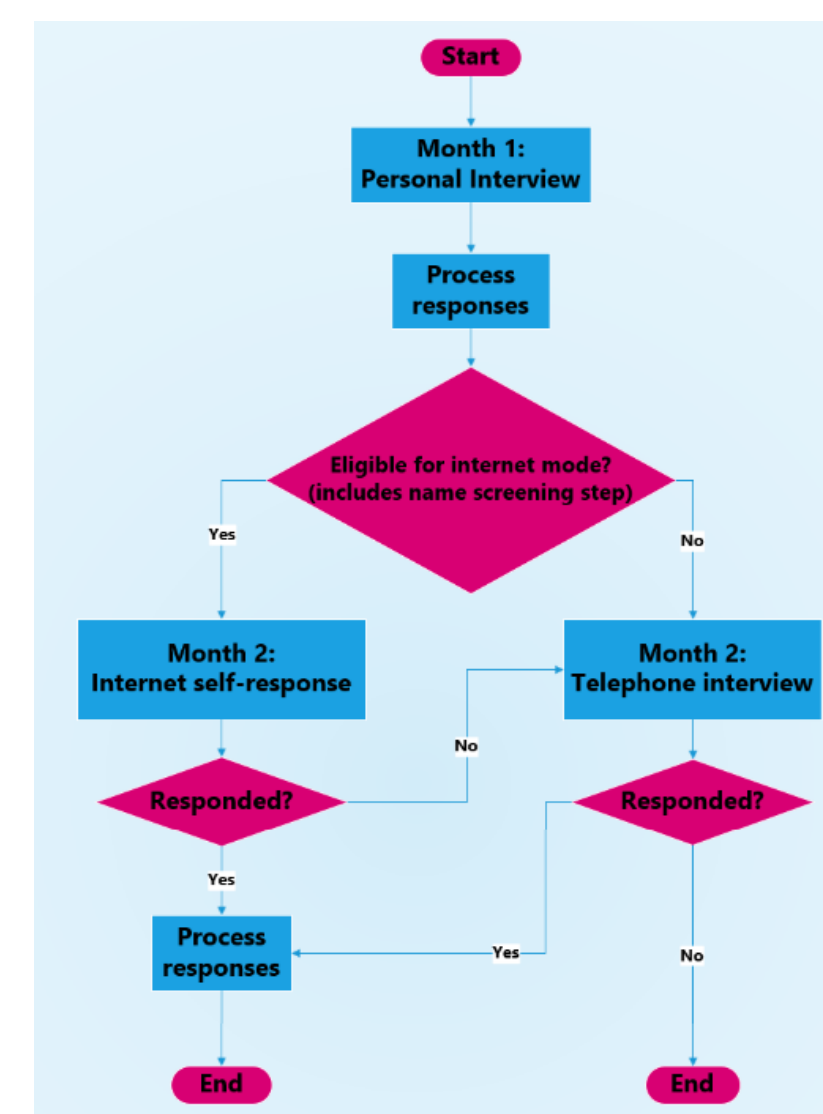 Start
Month 1:
Personal Interview
Process
responses
Eligible for internet mode?
(includes name screening step)
Yes
No
Month 2:
Internet self-response
Month 2:
Telephone interview
No
Responded?
Responded?
Yes
Process
responses
Yes
No
End
End